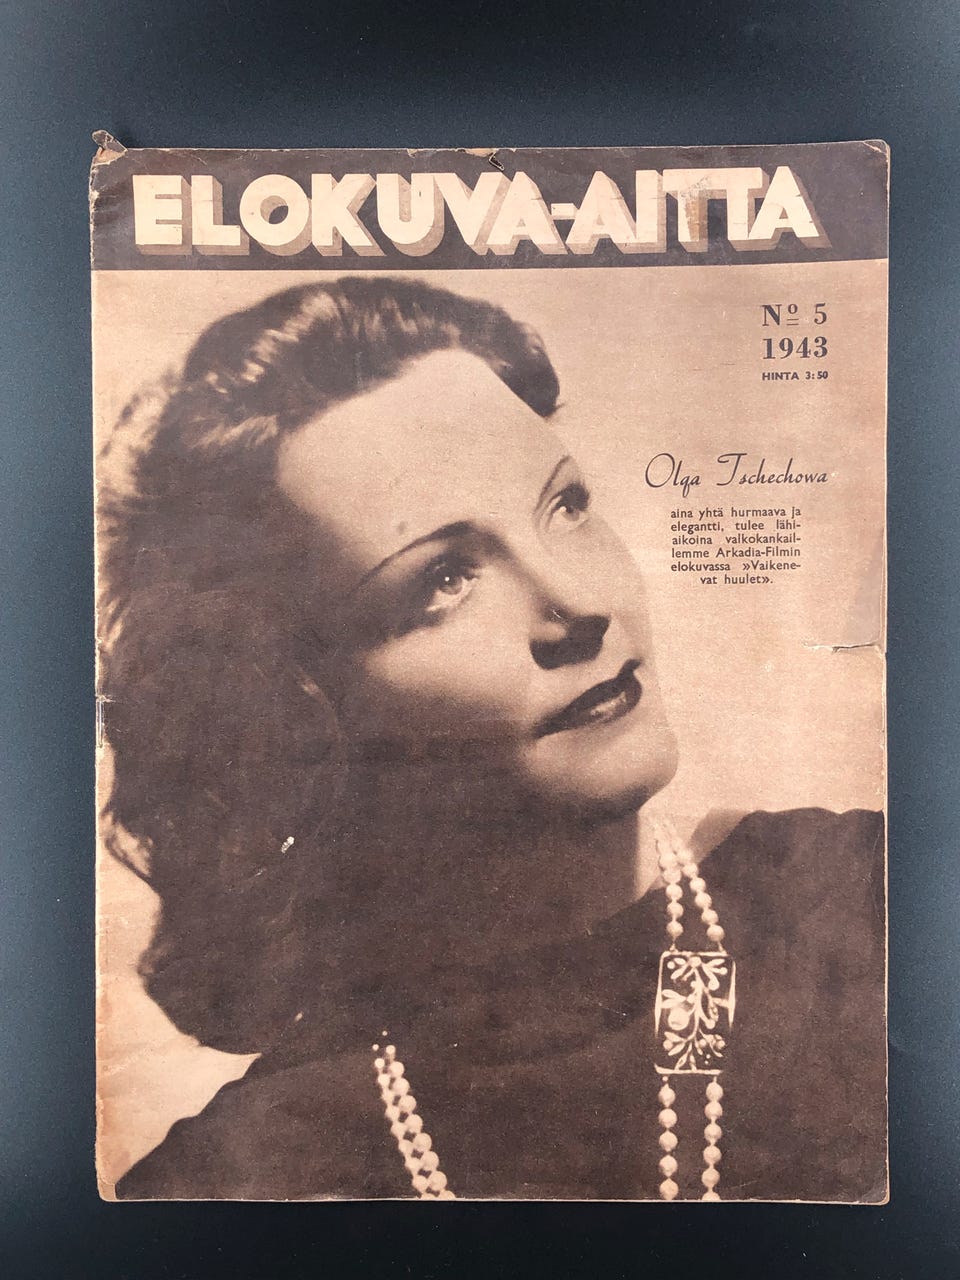 ELOKUVA-AITTA
Nº 5
1943
HINTA 3:50
Olga Tschechowa
aina yhtä hurmaava ja
elegantti, tulee lähi-
aikoina valkokankail-
lemme Arkadia-Filmin
elokuvassa »Vaikene-
vat huulet».